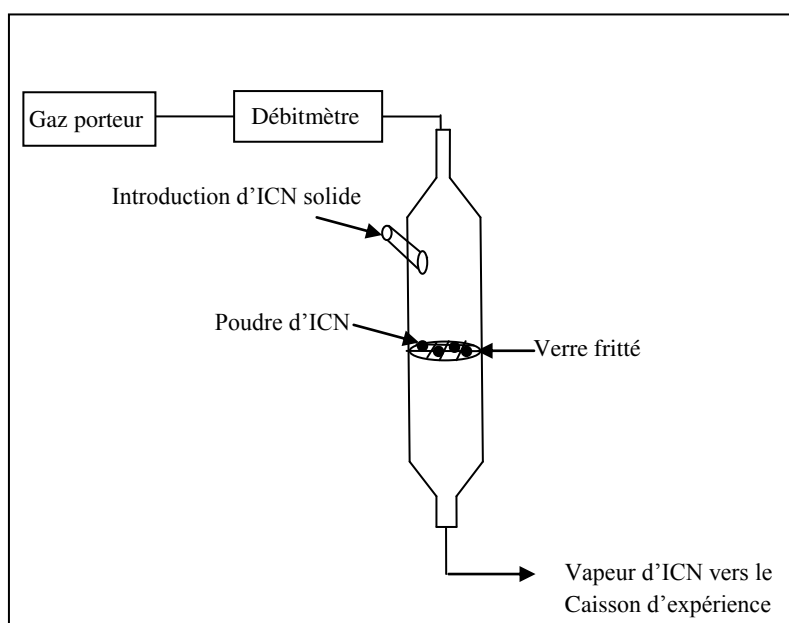 Gaz porteur
Débitmètre
Introduction d’ICN solide
Poudre d’ICN
Verre fritté
Vapeur d’ICN vers le
Caisson d’expérience